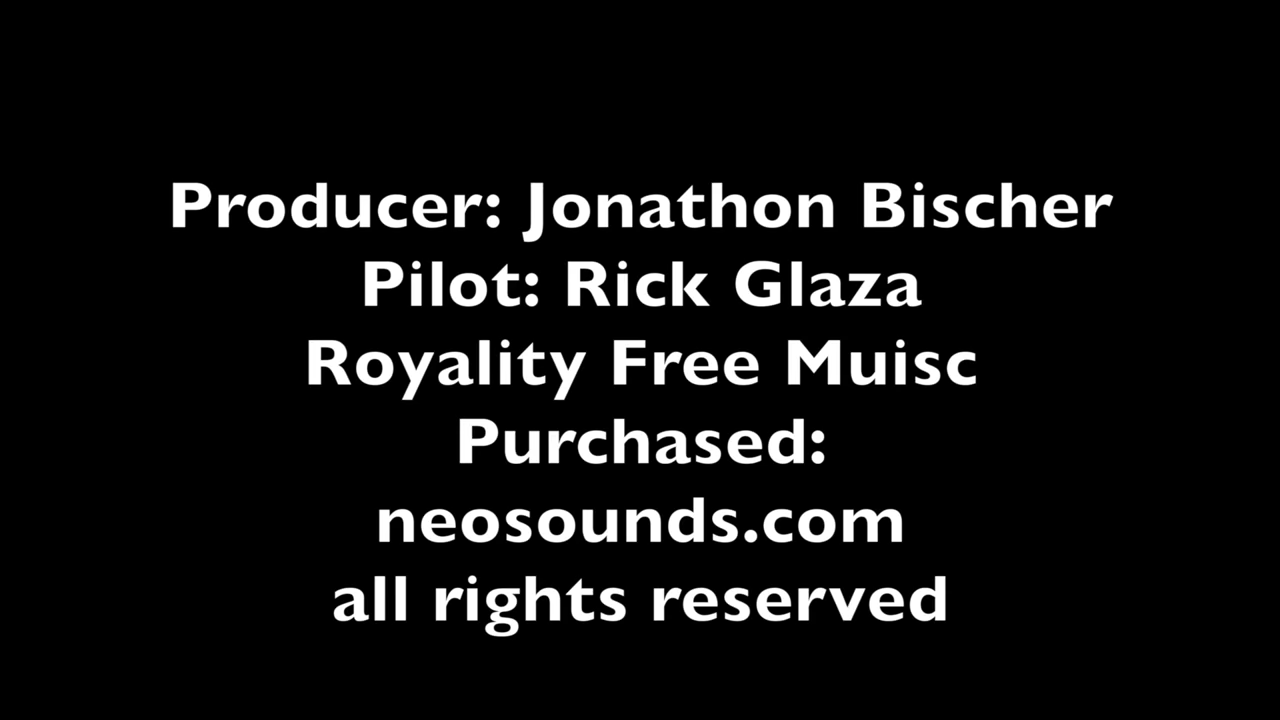 Producer: Jonathon Bischer
Pilot: Rick Glaza
Royality Free Muisc
Purchased:
neosounds.com
all rights reserved